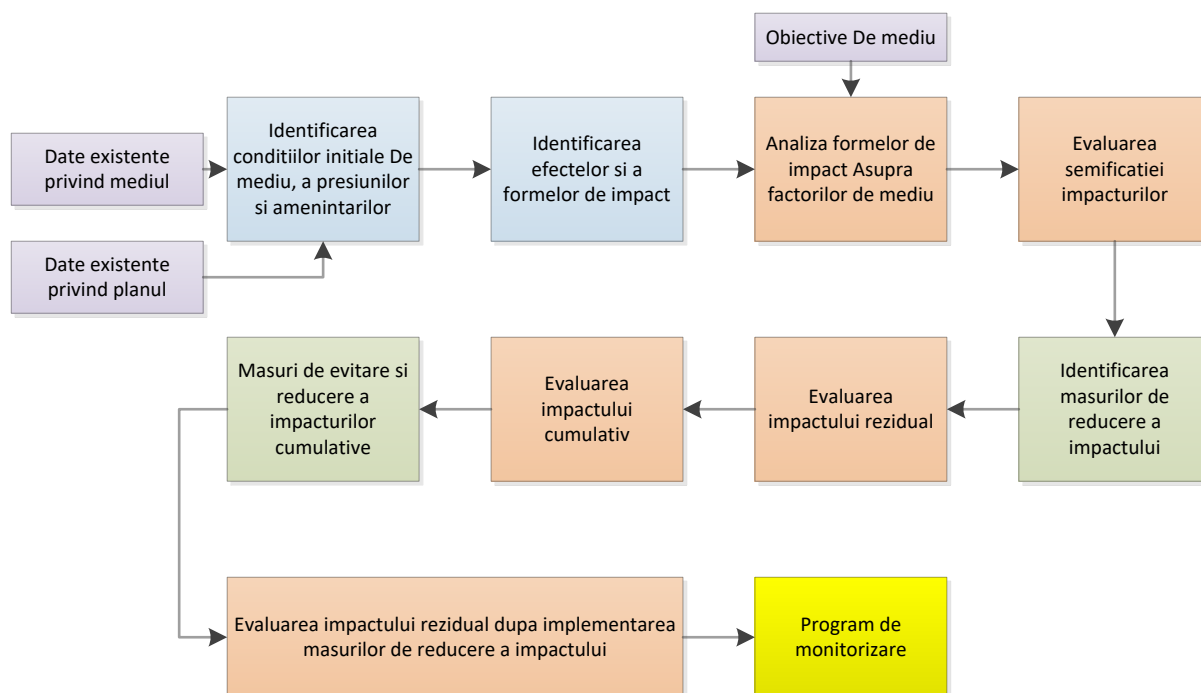 Obiective De mediu
Date existente
privind mediul
Identificarea
conditiilor initiale De
mediu, a presiunilor
si amenintarilor
Identificarea
efectelor si a
formelor de impact
Analiza formelor de
impact Asupra
factorilor de mediu
Evaluarea
semificatiei
impacturilor
Date existente
privind planul
Identificarea
masurilor de
reducere a
impactului
Evaluarea
impactului rezidual
Evaluarea
impactului
cumulativ
Masuri de evitare si
reducere a
impacturilor
cumulative
Evaluarea impactului rezidual dupa implementarea
masurilor de reducere a impactului
Program de
monitorizare